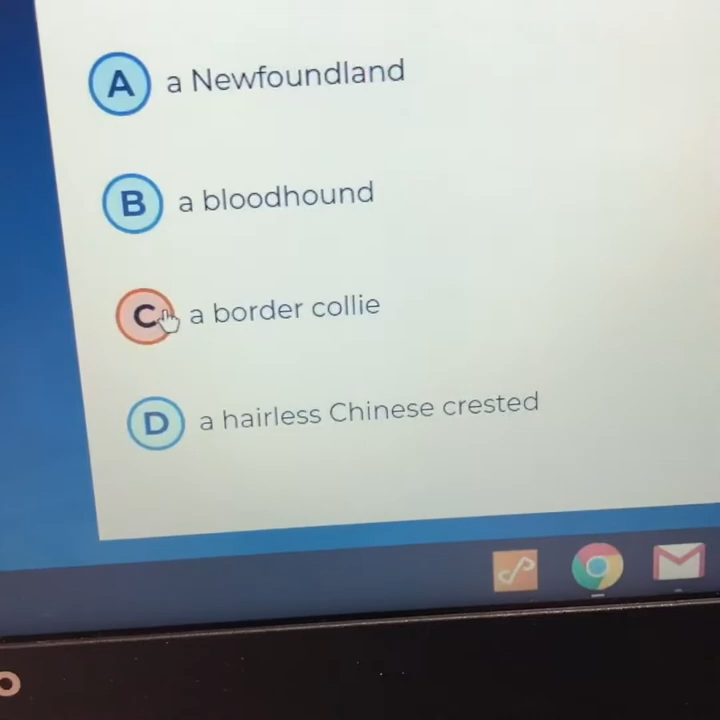 A a Newfoundland
B a bloodhound
C a border collie
D a hairless Chinese crested